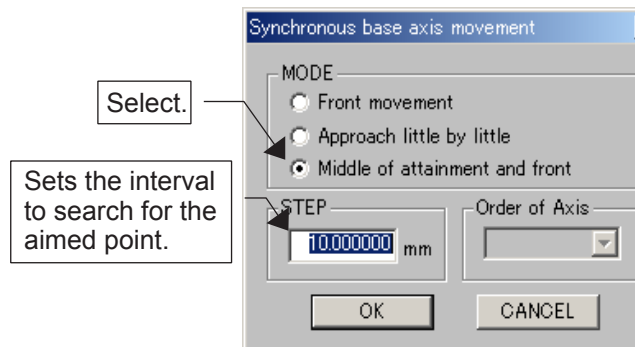 Synchronous base axis movement
MODE
Front movement
Select.
Approach little by little
Middle of attainment and front
Sets the interval
to search for the
aimed point.
STEP
Order of Axis
10.000000 mm
OK
CANCEL